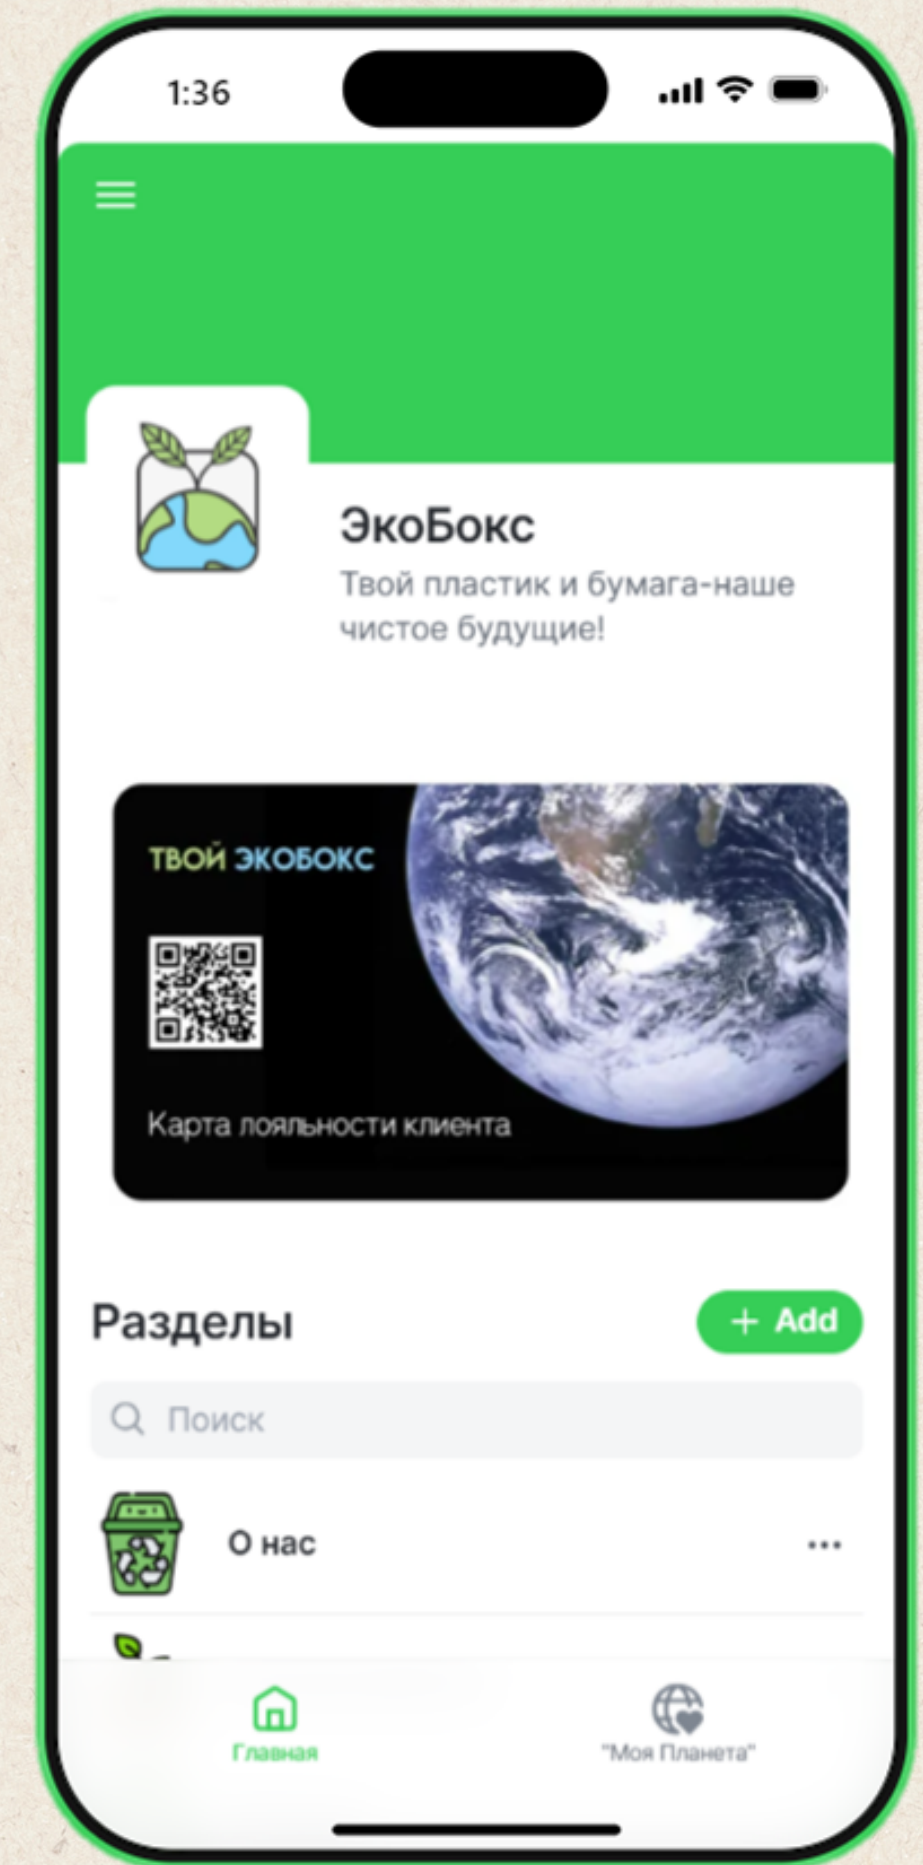 1:36
ЭкоБокс
Твой пластик и бумага-наше
чистое будущие!
ТВОЙ ЭКОБОКС
Карта лояльности клиента
Разделы
+ Add
Поиск
О нас
Главная
"Моя Планета"